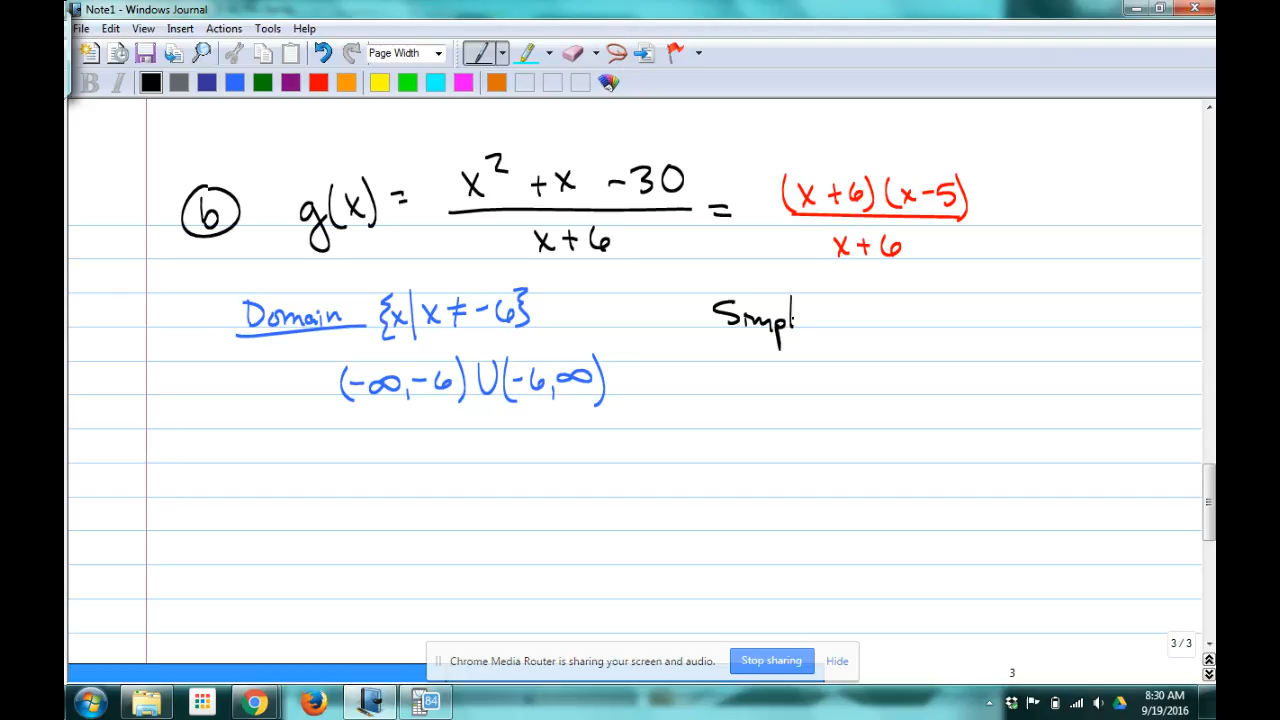 Note1 - Windows Journal
File Edit View Insert Actions Tools Help
Page Width
B I
6 g(x) = x² + x - 30 / x + 6 = (x + 6)(x - 5) / x + 6
Domain {x | x ≠ -6}
Simpl
(-∞, -6) ∪ (-6, ∞)
3/3
Chrome Media Router is sharing your screen and audio. Stop sharing Hide
3
84
8:30 AM
9/19/2016